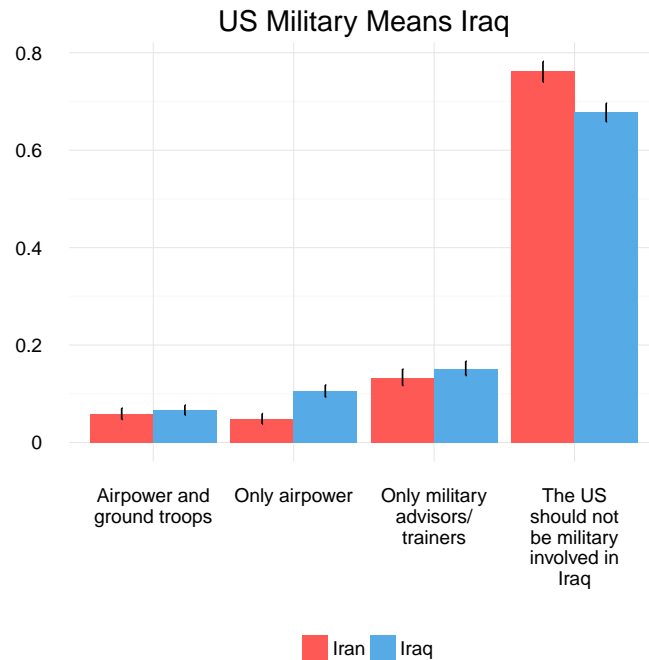 US Military Means Iraq
0.8
0.6
0.4
0.2
0
Airpower and
ground troops
Only airpower
Only military
advisors/
trainers
The US
should not
be military
involved in
Iraq
Iran Iraq